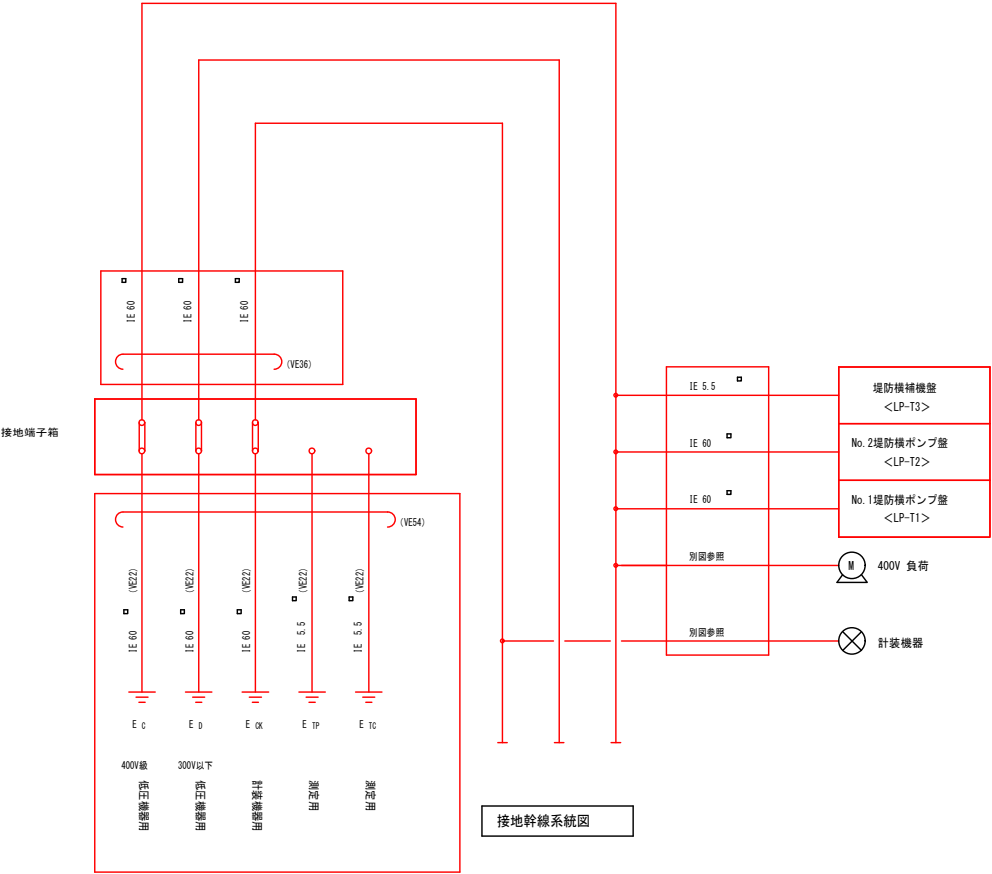 IE 60 □
IE 60 □
IE 60 □
(VE36)
接地端子箱
(VE54)
(VE22)
(VE22)
(VE22)
(VE22)
(VE22)
IE 60 □
IE 60 □
IE 60 □
IE 5.5 □
IE 5.5 □
E C
E D
E CK
E TP
E TC
400V級
低圧機器用
300V以下
低圧機器用
計装機器用
測定用
測定用
IE 5.5 □
堤防横補機盤
<LP-T3>
IE 60 □
No.2堤防横ポンプ盤
<LP-T2>
IE 60 □
No.1堤防横ポンプ盤
<LP-T1>
別図参照
M
400V 負荷
別図参照
計装機器
接地幹線系統図